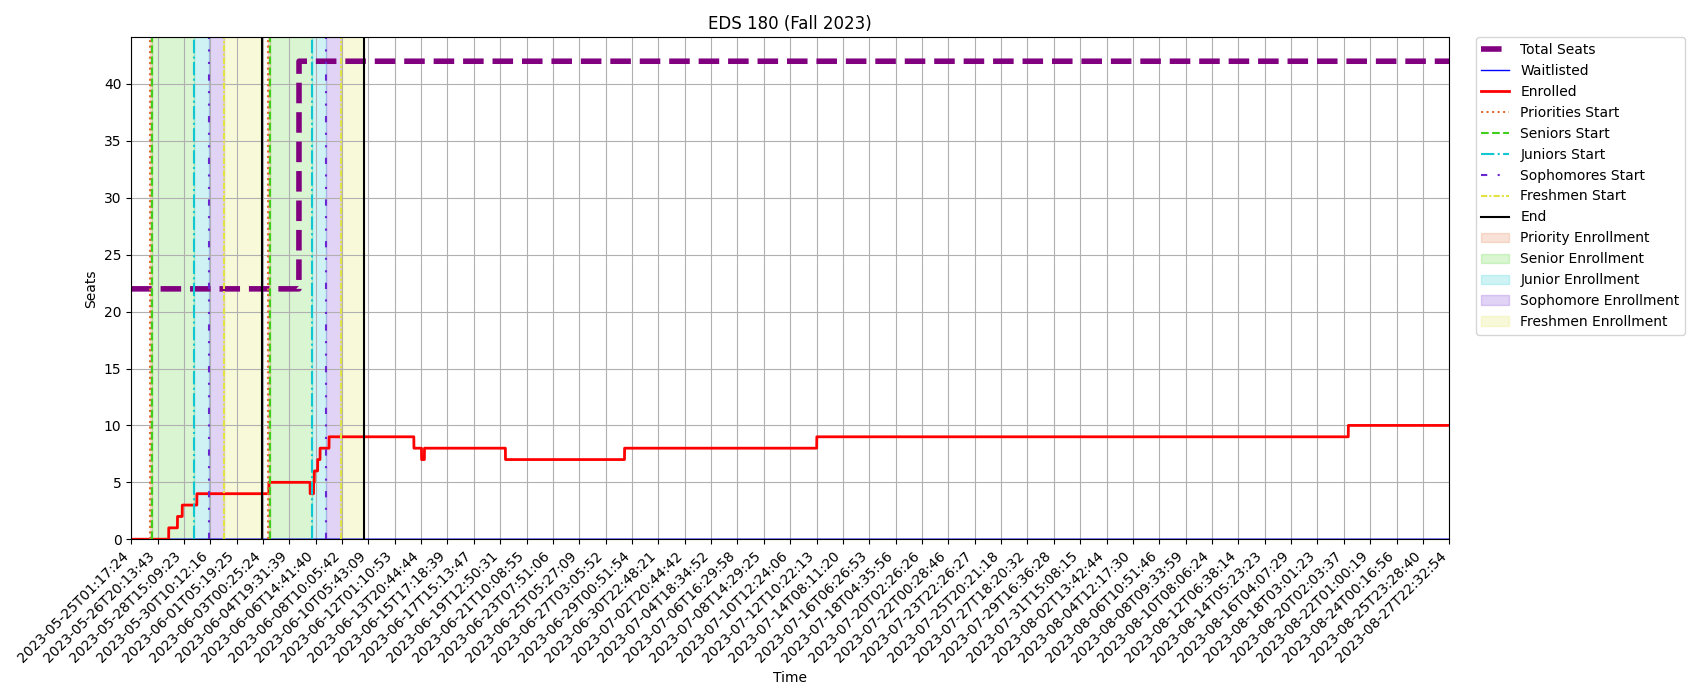 EDS 180 (Fall 2023)
Total Seats
Waitlisted
Enrolled
Priorities Start
Seniors Start
Juniors Start
Sophomores Start
Freshmen Start
End
Priority Enrollment
Senior Enrollment
Junior Enrollment
Sophomore Enrollment
Freshmen Enrollment
Seats
40
35
30
25
20
15
10
5
0
2023-05-25T01:17:24
2023-05-26T20:13:43
2023-05-28T15:09:23
2023-05-30T10:12:16
2023-06-01T05:19:25
2023-06-03T00:25:24
2023-06-04T19:31:39
2023-06-06T14:41:40
2023-06-08T10:05:42
2023-06-10T05:43:09
2023-06-12T01:10:53
2023-06-13T20:44:44
2023-06-15T17:18:39
2023-06-17T15:13:47
2023-06-19T12:50:31
2023-06-21T10:08:55
2023-06-23T07:51:06
2023-06-25T05:27:09
2023-06-27T03:05:52
2023-06-29T00:51:54
2023-06-30T22:48:21
2023-07-02T20:44:42
2023-07-04T18:34:52
2023-07-06T16:29:58
2023-07-08T14:29:25
2023-07-10T12:24:06
2023-07-12T10:22:13
2023-07-14T08:11:20
2023-07-16T06:26:53
2023-07-18T04:35:56
2023-07-20T02:26:26
2023-07-22T00:28:46
2023-07-23T22:26:27
2023-07-25T20:21:18
2023-07-27T18:20:32
2023-07-29T16:36:28
2023-07-31T15:08:15
2023-08-02T13:42:44
2023-08-04T12:17:30
2023-08-06T10:51:46
2023-08-08T09:33:59
2023-08-10T08:06:24
2023-08-12T06:38:14
2023-08-14T05:23:23
2023-08-16T04:07:29
2023-08-18T03:01:23
2023-08-20T02:03:37
2023-08-22T01:00:19
2023-08-24T00:16:56
2023-08-25T23:28:40
2023-08-27T22:32:54
Time